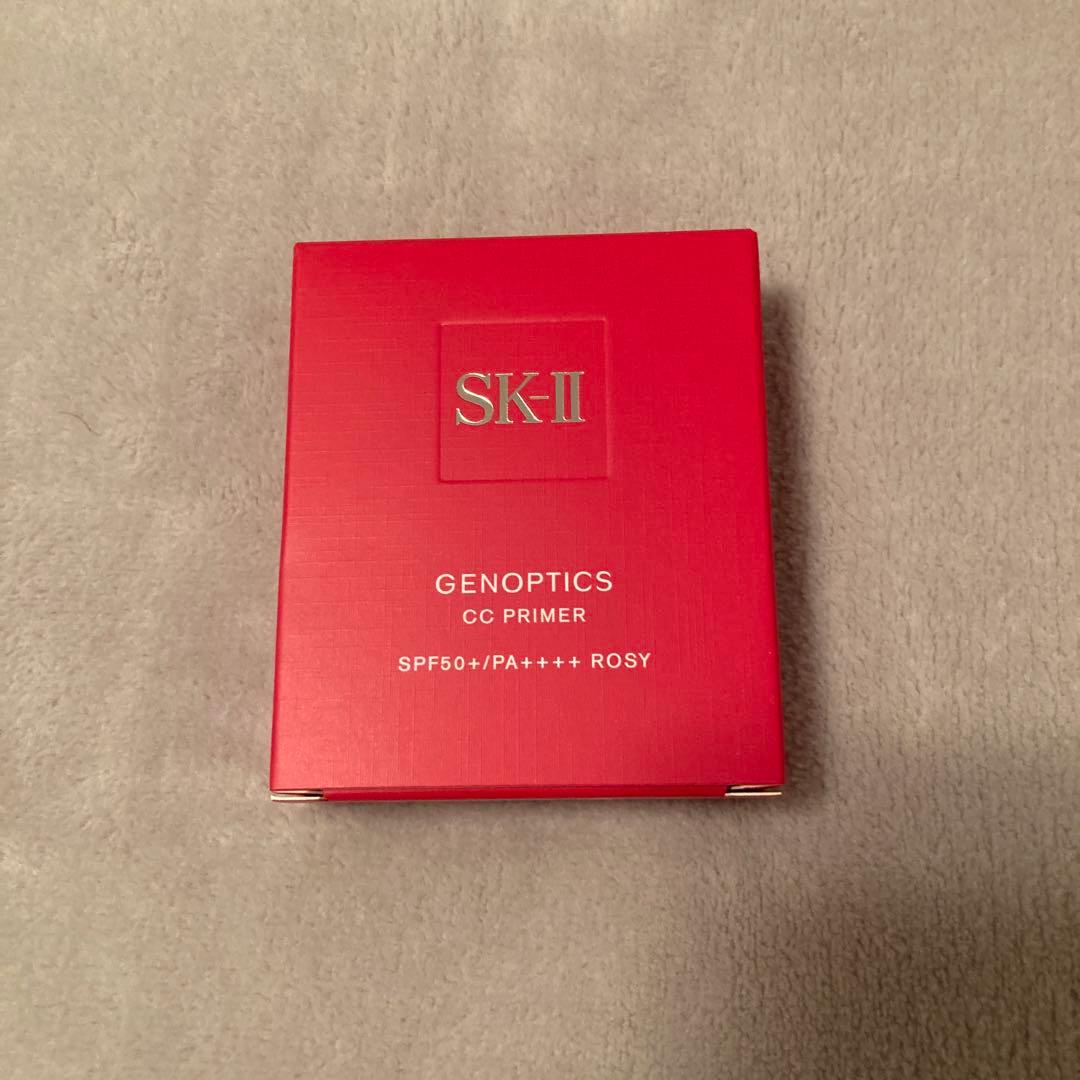 SK-II
GENOPTICS
CC PRIMER
SPF50+/PA++++ ROSY